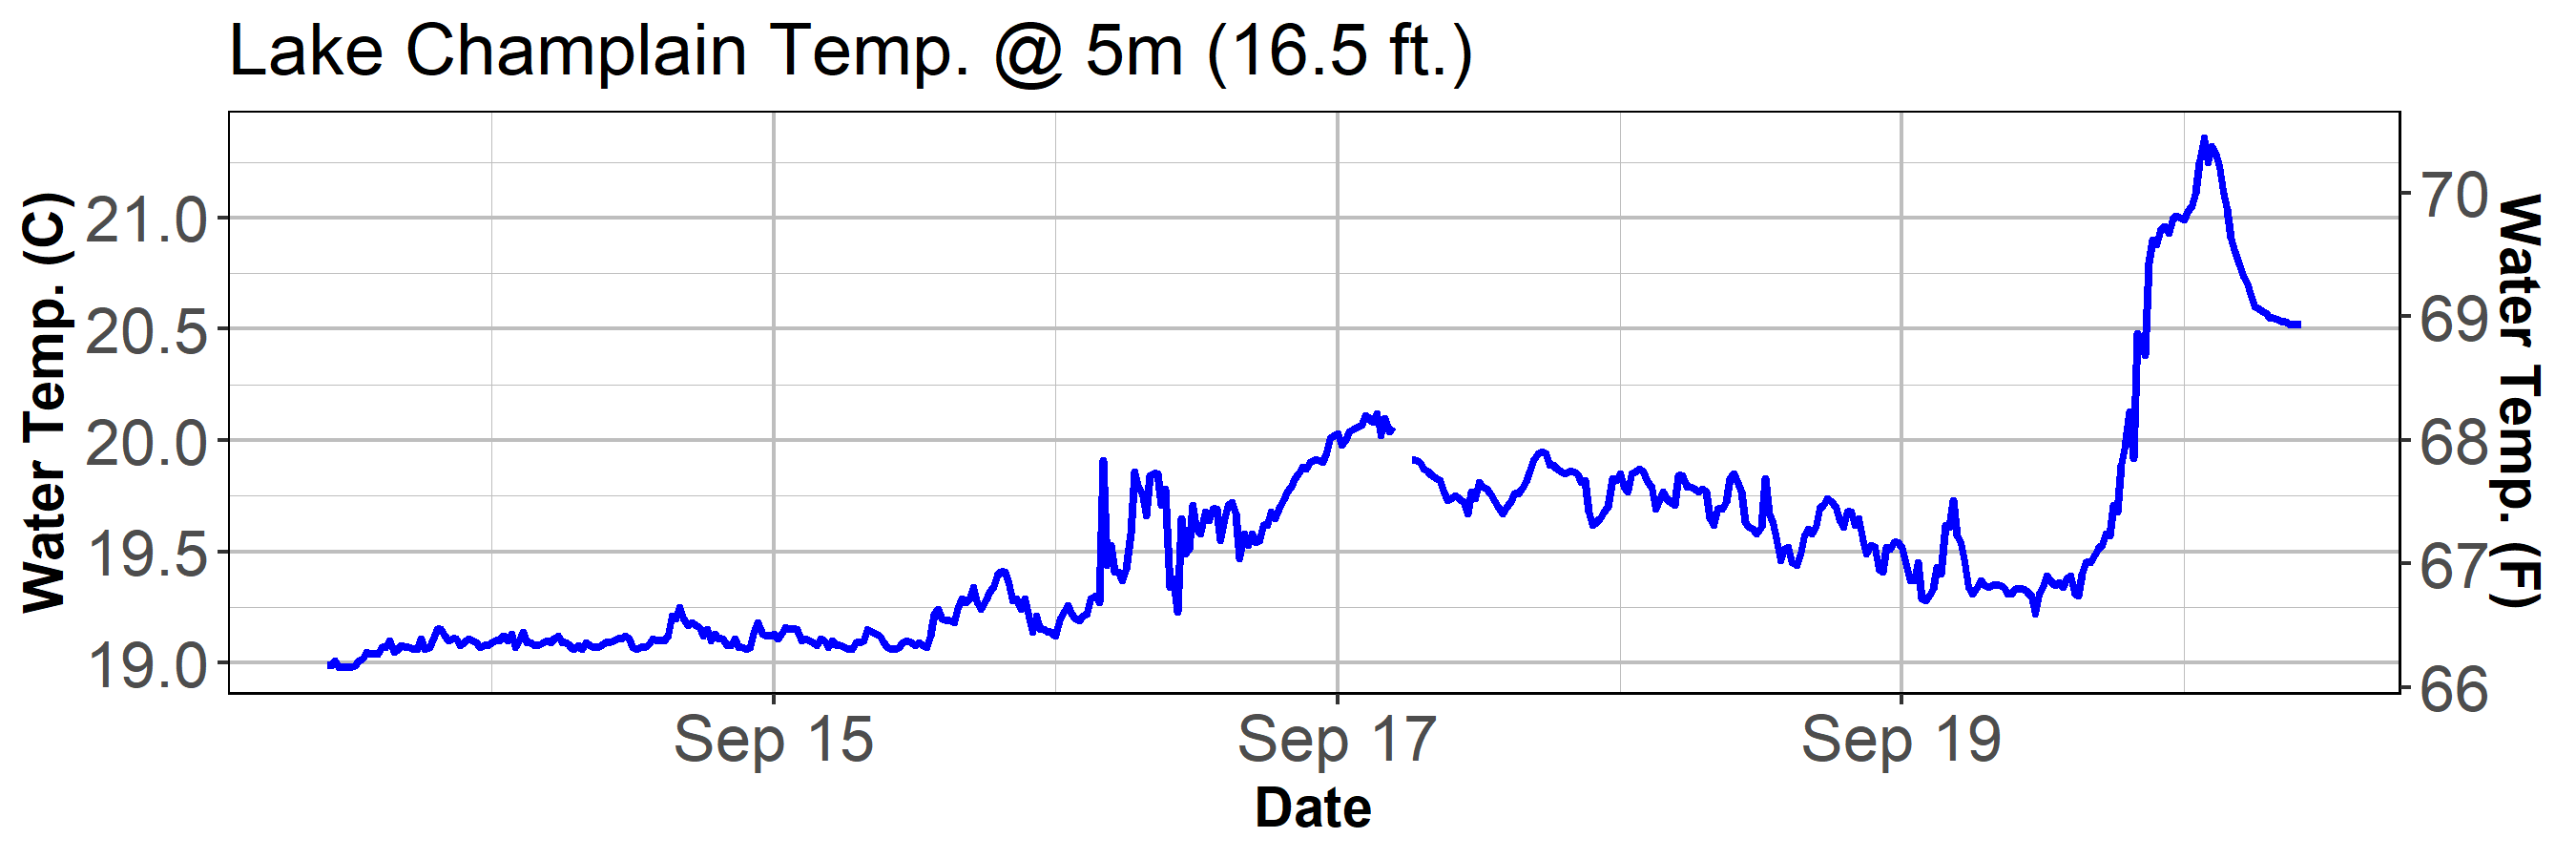 Lake Champlain Temp. @ 5m (16.5 ft.)
Water Temp. (C)
21.0
20.5
20.0
19.5
19.0
70
69
68
67
66
Water Temp. (F)
Sep 15
Sep 17
Sep 19
Date